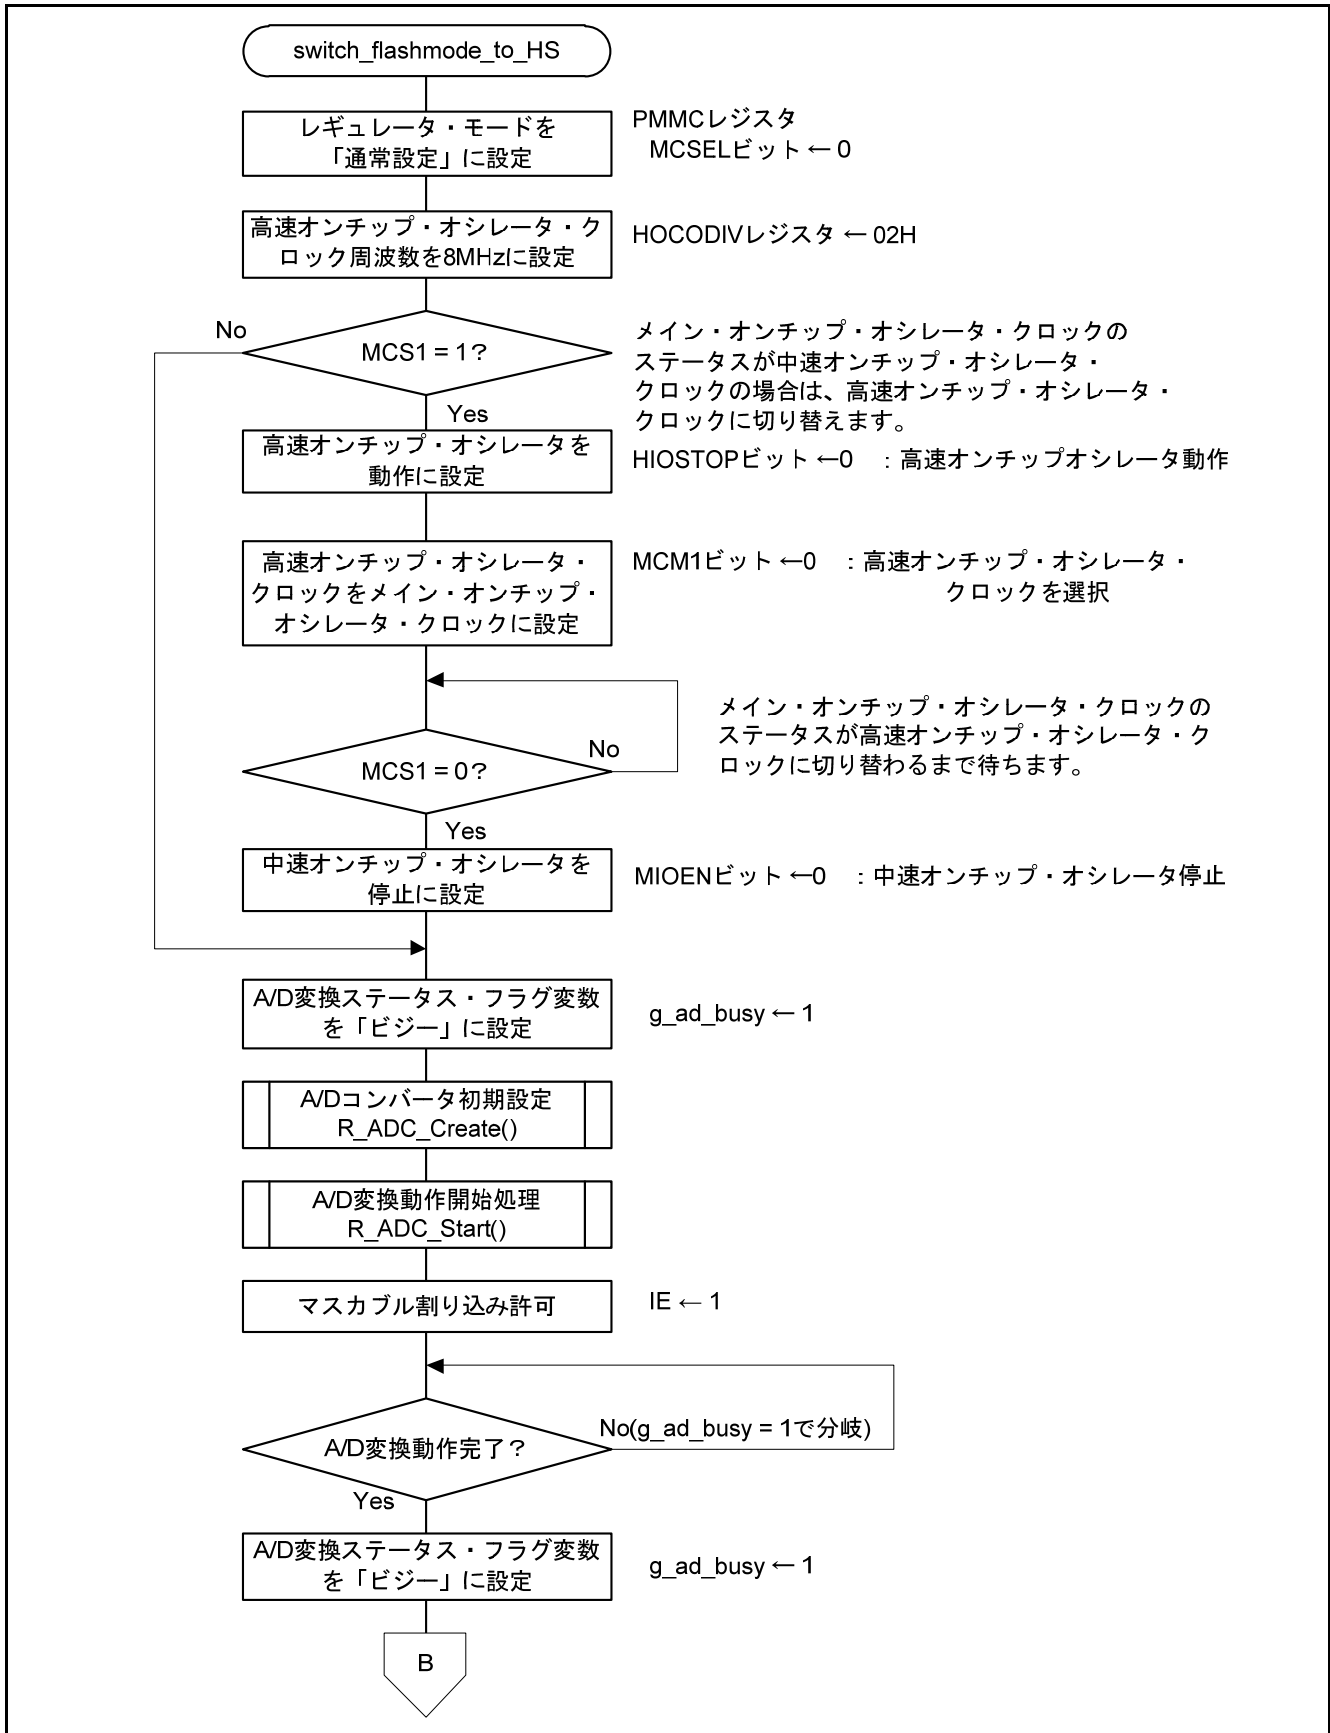 switch_flashmode_to_HS
レギュレータ・モードを
「通常設定」に設定
PMMCレジスタ
MCSELビット ← 0
高速オンチップ・オシレータ・ク
ロック周波数を8MHzに設定
HOCODIVレジスタ ← 02H
No
MCS1 = 1?
メイン・オンチップ・オシレータ・クロックの
ステータスが中速オンチップ・オシレータ・
クロックの場合は、高速オンチップ・オシレータ・
クロックに切り替えます。
Yes
高速オンチップ・オシレータを
動作に設定
HIOSTOPビット ←0 :高速オンチップオシレータ動作
高速オンチップ・オシレータ・
クロックをメイン・オンチップ・
オシレータ・クロックに設定
MCM1ビット ←0 :高速オンチップ・オシレータ・
クロックを選択
メイン・オンチップ・オシレータ・クロックの
ステータスが高速オンチップ・オシレータ・ク
ロックに切り替わるまで待ちます。
No
MCS1 = 0?
Yes
中速オンチップ・オシレータを
停止に設定
MIOENビット ←0 :中速オンチップ・オシレータ停止
A/D変換ステータス・フラグ変数
を「ビジー」に設定
g_ad_busy ← 1
A/Dコンバータ初期設定
R_ADC_Create()
A/D変換動作開始処理
R_ADC_Start()
マスカブル割り込み許可
IE ← 1
No(g_ad_busy = 1で分岐)
A/D変換動作完了?
Yes
A/D変換ステータス・フラグ変数
を「ビジー」に設定
g_ad_busy ← 1
B